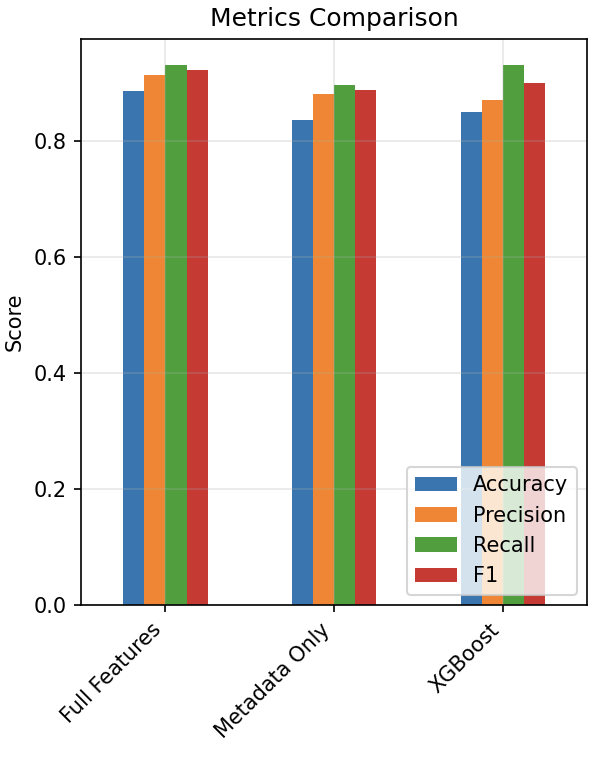 Metrics Comparison
Score
0.8
0.6
0.4
0.2
0.0
Accuracy
Precision
Recall
F1
Full Features
Metadata Only
XGBoost